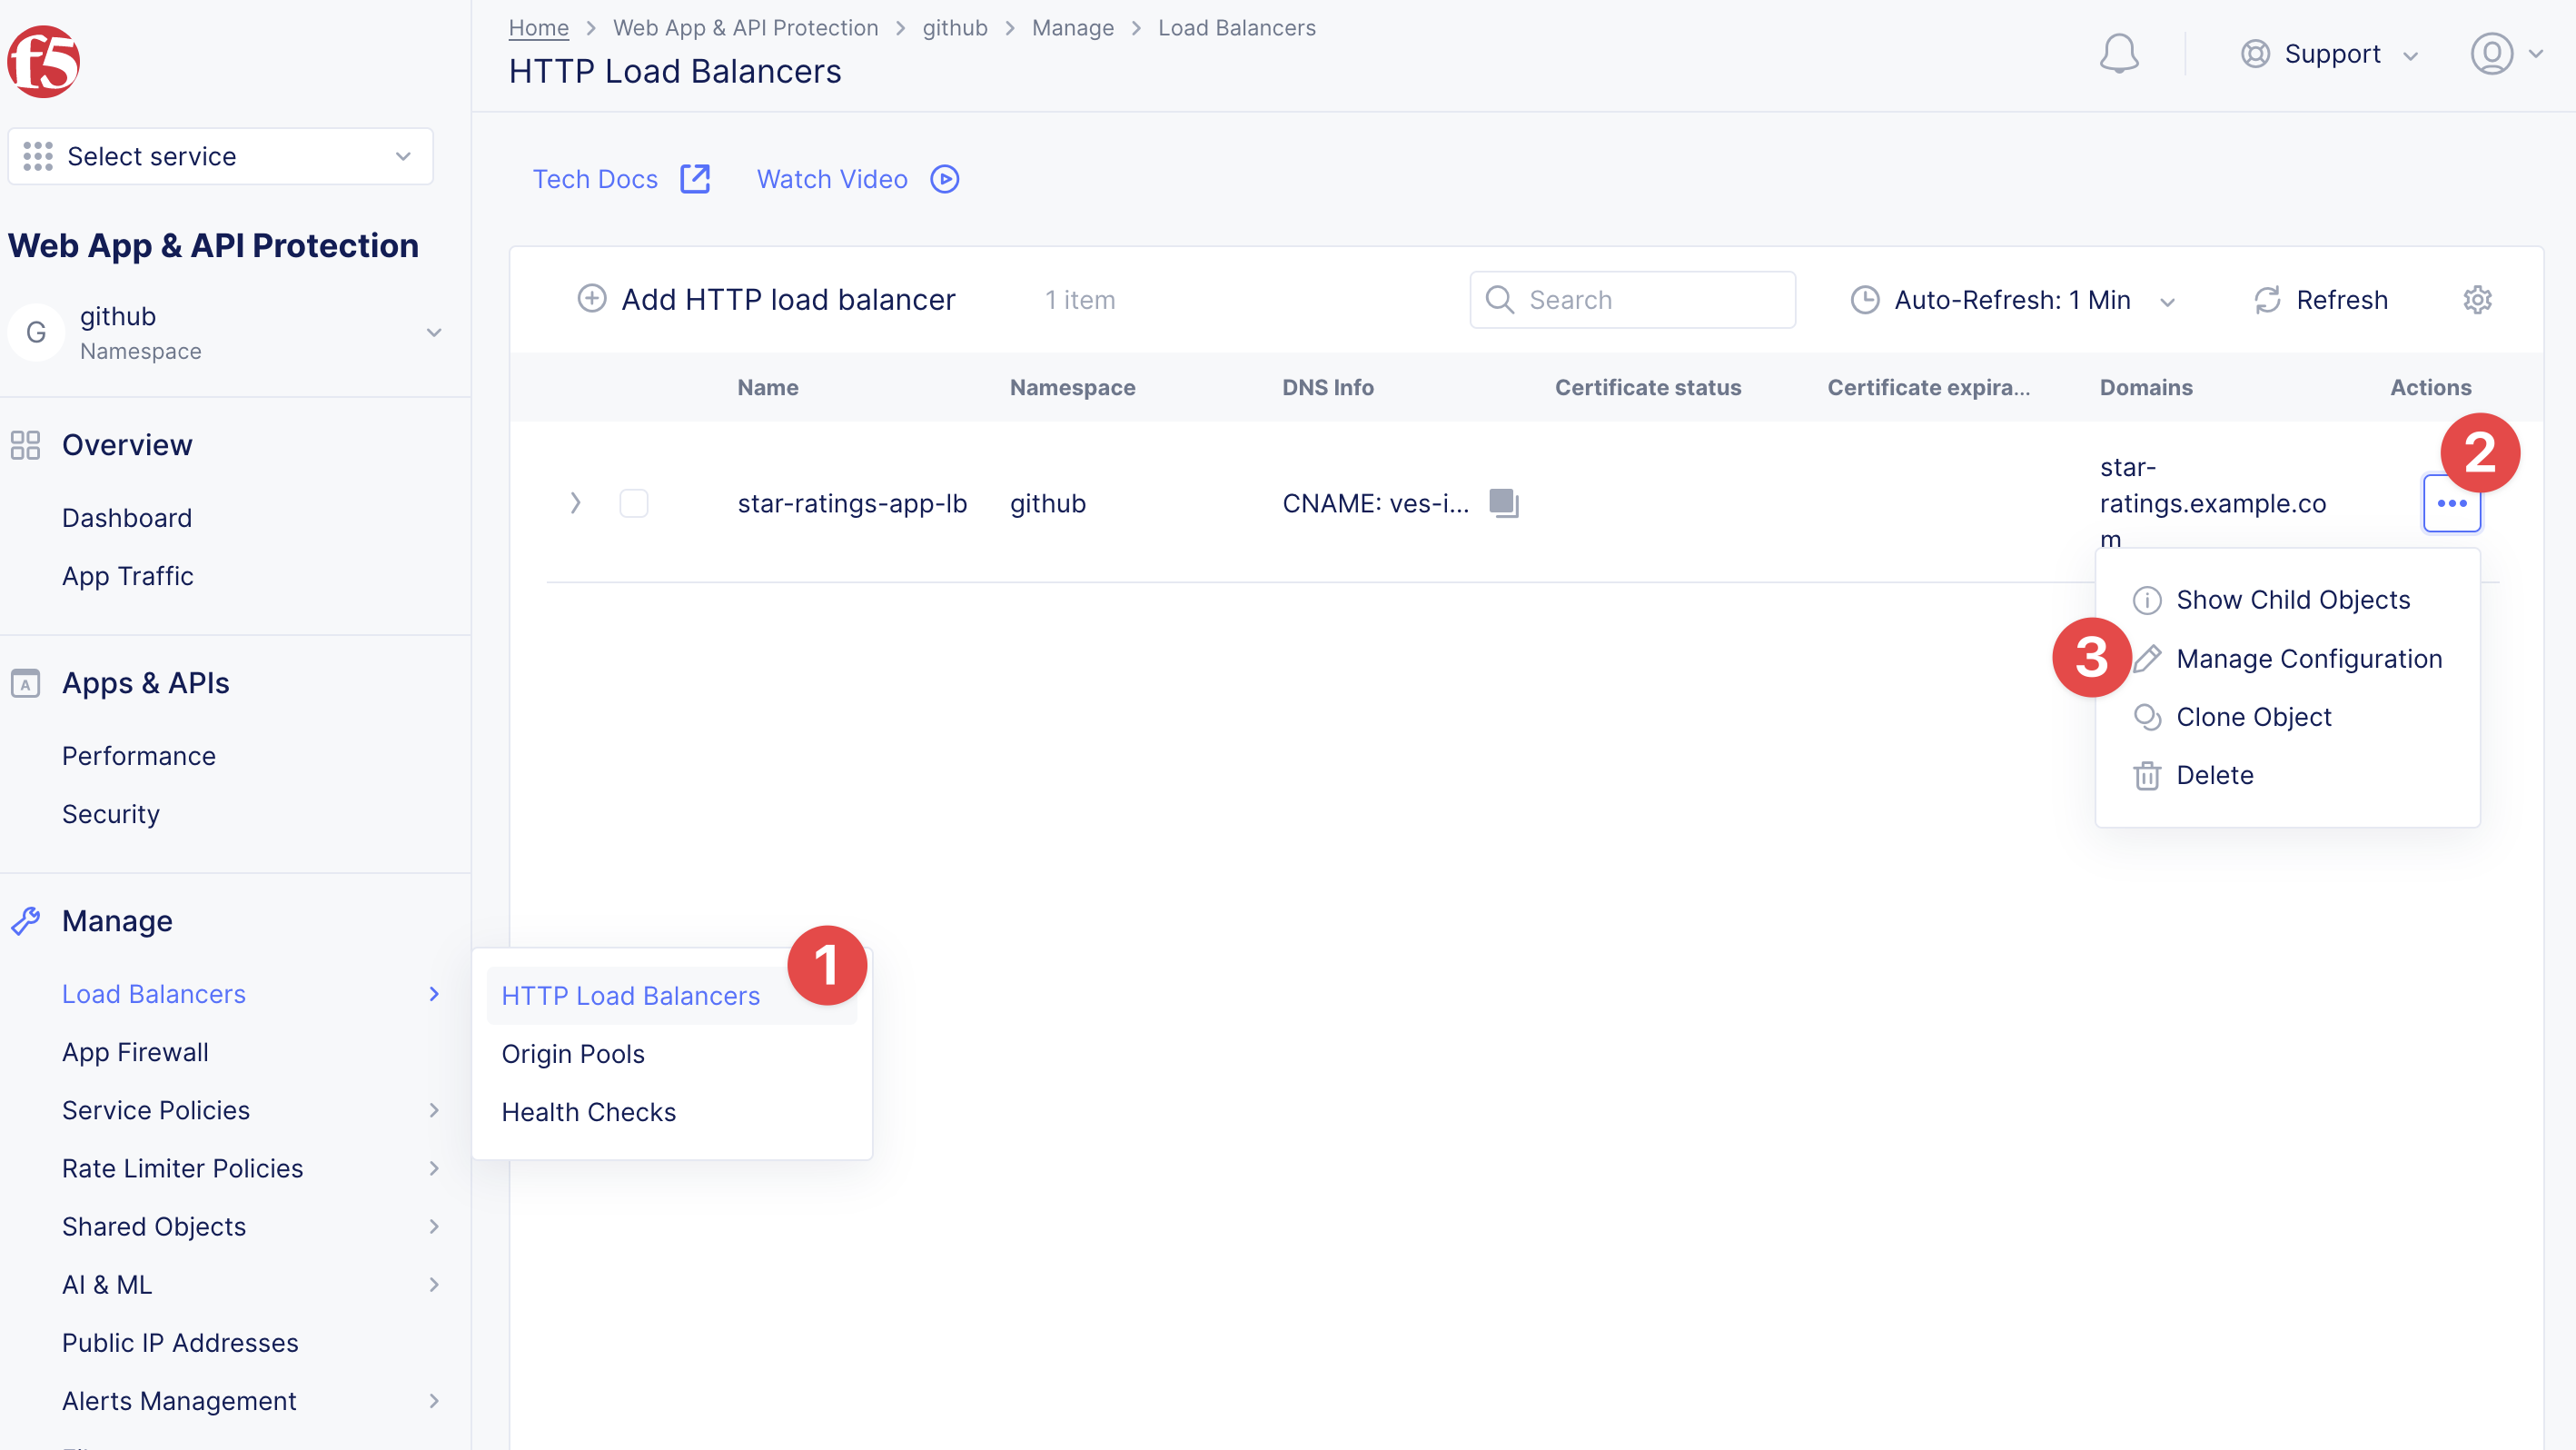 f5
Select service
Web App & API Protection
G
github
Namespace
Overview
Dashboard
App Traffic
A
Apps & APIs
Performance
Security
Manage
Load Balancers
App Firewall
Service Policies
Rate Limiter Policies
Shared Objects
AI & ML
Public IP Addresses
Alerts Management
Home > Web App & API Protection > github > Manage > Load Balancers
HTTP Load Balancers
Support
Tech Docs
Watch Video
Add HTTP load balancer
1 item
Search
Auto-Refresh: 1 Min
Refresh
Name Namespace DNS Info Certificate status Certificate expira... Domains Actions
2
star-ratings-app-lb github CNAME: ves-i...
star-
ratings.example.co
m
Show Child Objects
3
Manage Configuration
Clone Object
Delete
1
HTTP Load Balancers
Origin Pools
Health Checks